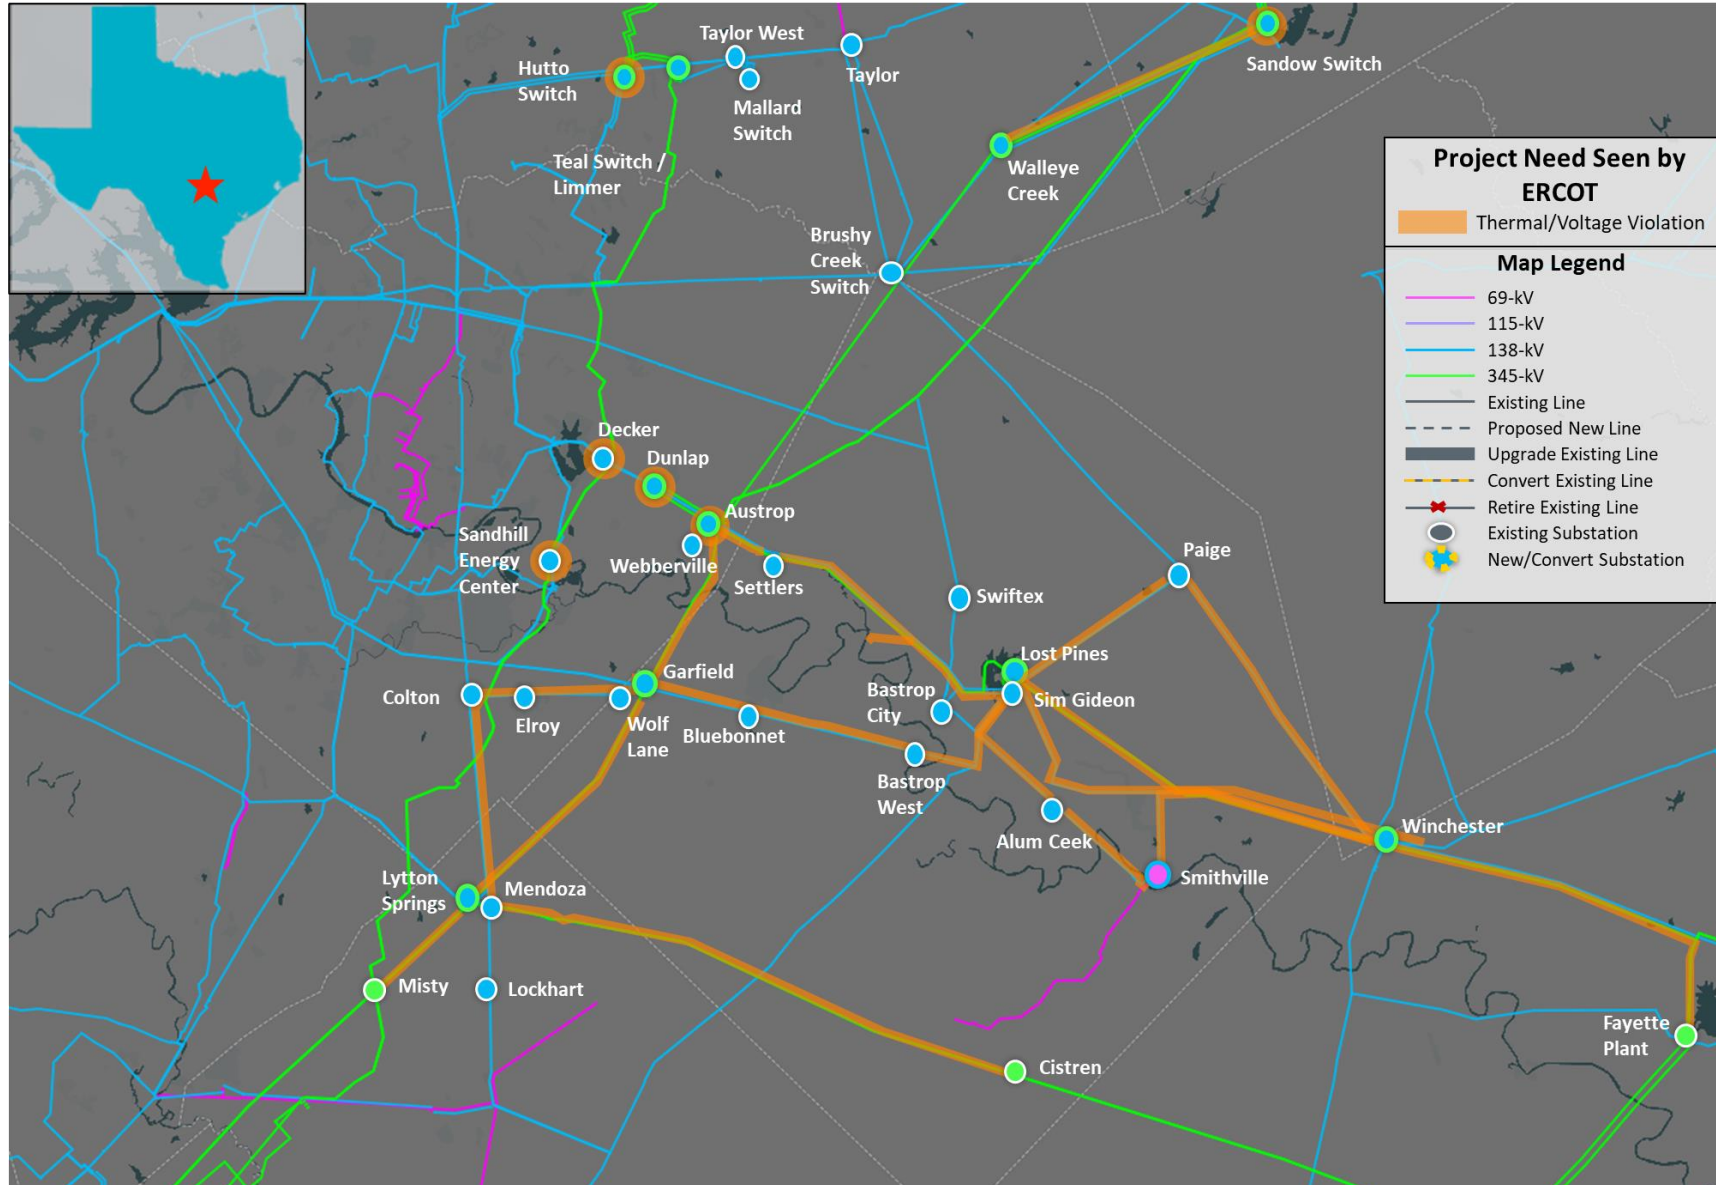 Taylor West
Hutto
Switch
Taylor
Mallard
Switch
Sandow Switch
Teal Switch /
Limmer
Walleye
Creek
Brushy
Creek
Switch
Project Need Seen by
ERCOT
Thermal/Voltage Violation
Map Legend
69-kV
115-kV
138-kV
345-kV
Existing Line
Proposed New Line
Upgrade Existing Line
Convert Existing Line
Retire Existing Line
Existing Substation
New/Convert Substation
Decker
Dunlap
Austrop
Sandhill
Energy
Center
Webberville
Settlers
Paige
Swiftex
Lost Pines
Garfield
Colton
Elroy
Wolf
Lane
Bluebonnet
Bastrop
City
Sim Gideon
Bastrop
West
Alum Ceek
Winchester
Smithville
Lytton
Springs
Mendoza
Misty
Lockhart
Cistren
Fayette
Plant